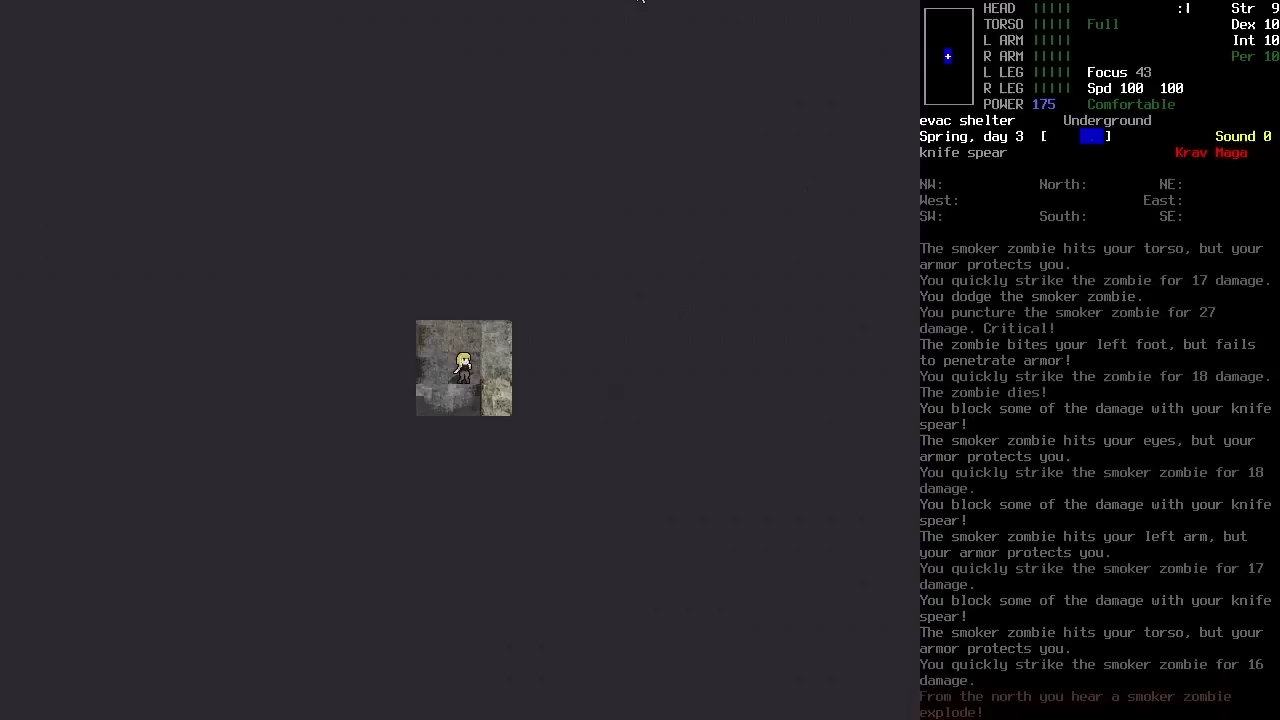 HEAD ||||| :| Str 9
TORSO ||||| Full Dex 10
L ARM ||||| Int 10
R ARM ||||| Per 10
L LEG ||||| Focus 43
R LEG ||||| Spd 100 100
POWER 175 Comfortable
evac shelter Underground
Spring, day 3 [ ] Sound 0
knife spear Krav Maga
NW: North: NE:
West: East:
SW: South: SE:
The smoker zombie hits your torso, but your
armor protects you.
You quickly strike the zombie for 17 damage.
You dodge the smoker zombie.
You puncture the smoker zombie for 27
damage. Critical!
The zombie bites your left foot, but fails
to penetrate armor!
You quickly strike the zombie for 18 damage.
The zombie dies!
You block some of the damage with your knife
spear!
The smoker zombie hits your eyes, but your
armor protects you.
You quickly strike the smoker zombie for 18
damage.
You block some of the damage with your knife
spear!
The smoker zombie hits your left arm, but
your armor protects you.
You quickly strike the smoker zombie for 17
damage.
You block some of the damage with your knife
spear!
The smoker zombie hits your torso, but your
armor protects you.
You quickly strike the smoker zombie for 16
damage.
From the north you hear a smoker zombie
explode!